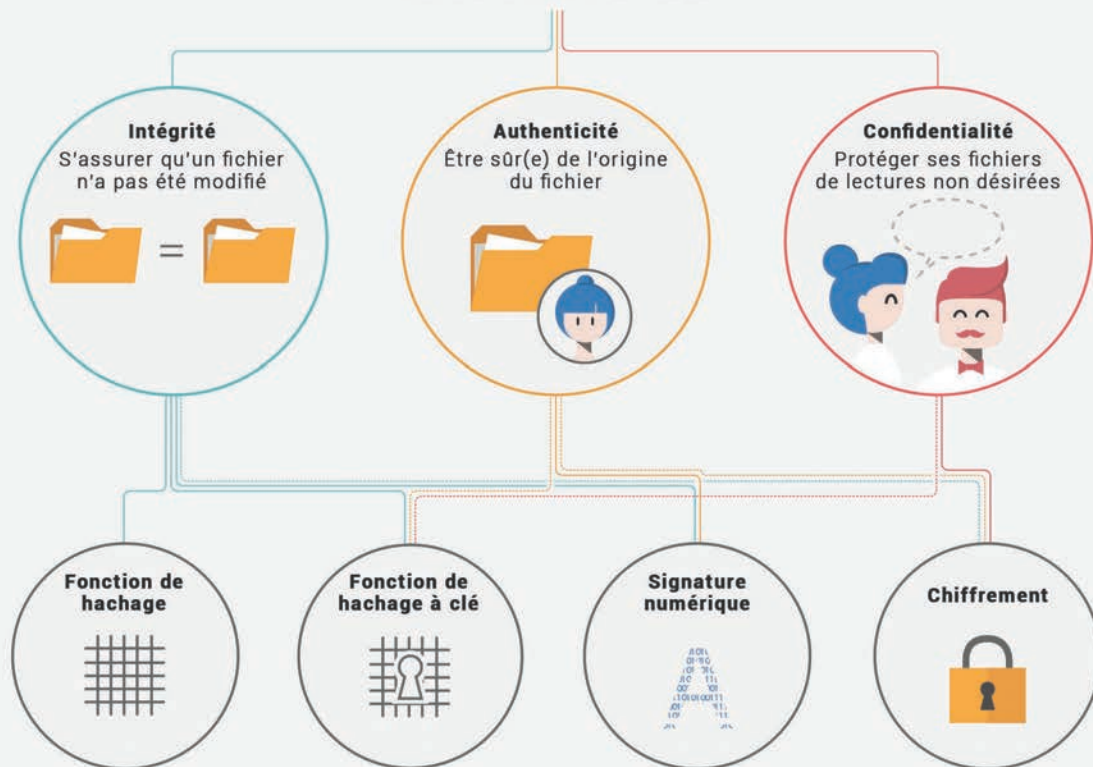 Intégrité
S'assurer qu'un fichier
n'a pas été modifié
=
Authenticité
Être sûr(e) de l'origine
du fichier
Confidentialité
Protéger ses fichiers
de lectures non désirées
Fonction de
hachage
Fonction de
hachage à clé
Signature
numérique
Chiffrement